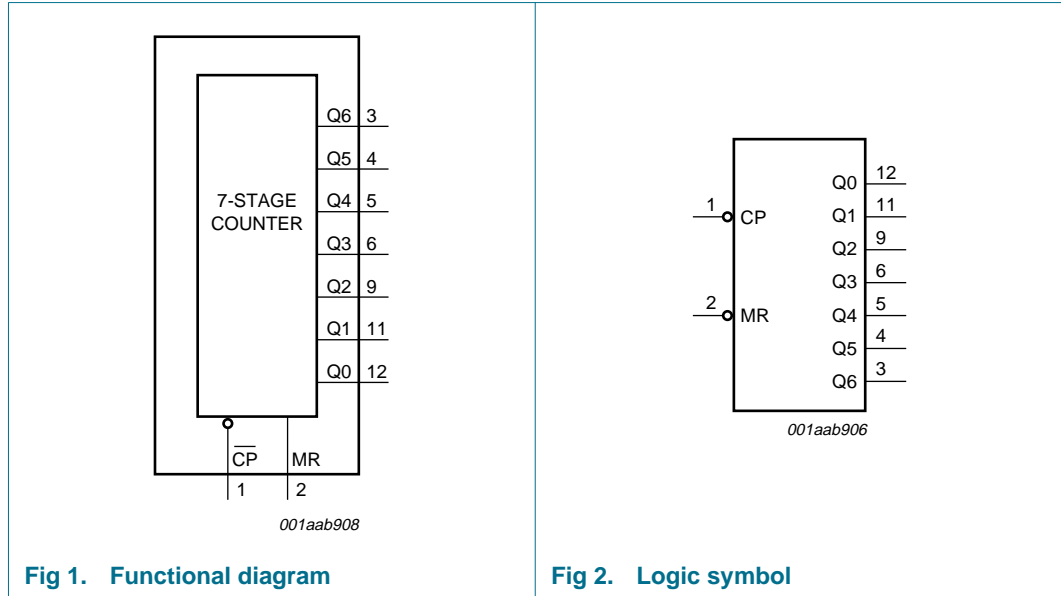 Q6 3
Q5 4
7-STAGE
COUNTER
Q4 5
Q3 6
Q2 9
Q1 11
Q0 12
C̅P̅ MR
1 2
001aab908
Fig 1. Functional diagram
Q0 12
1 CP
Q1 11
Q2 9
Q3 6
2 MR
Q4 5
Q5 4
Q6 3
001aab906
Fig 2. Logic symbol